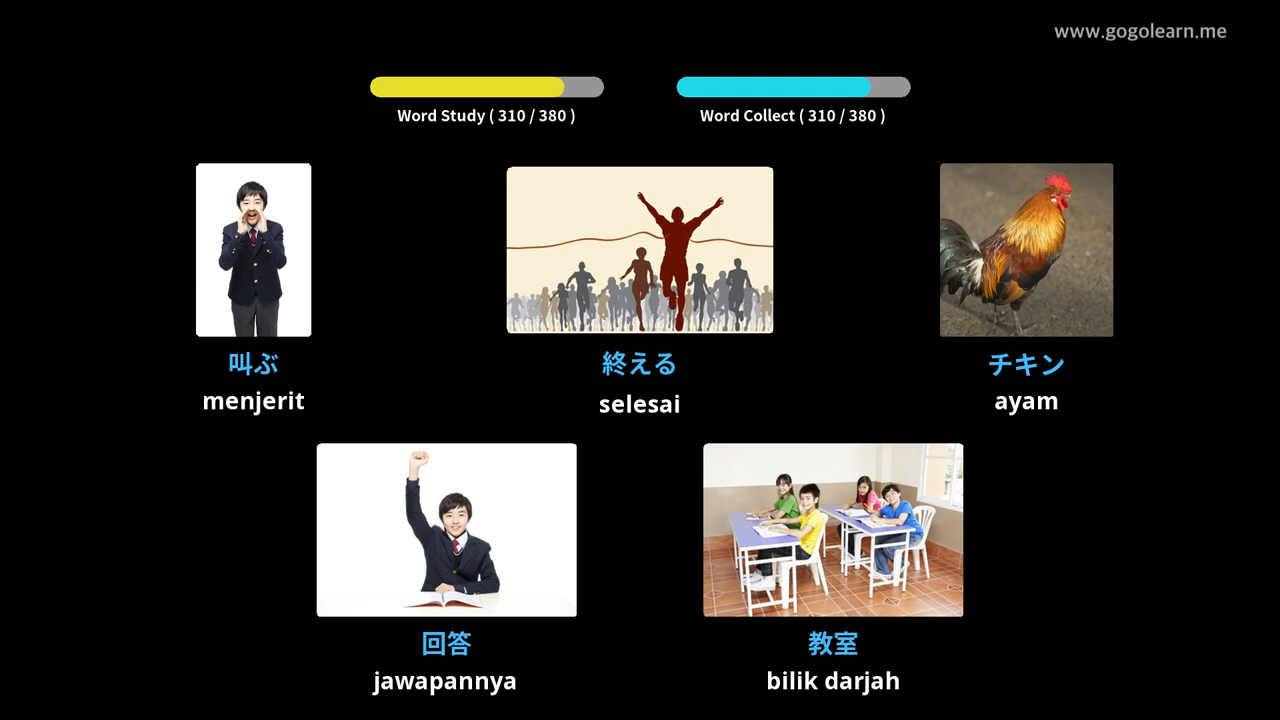 www.gogolearn.me
Word Study ( 310 / 380 )
Word Collect ( 310 / 380 )
叫ぶ
menjerit
終える
selesai
チキン
ayam
回答
jawapannya
教室
bilik darjah